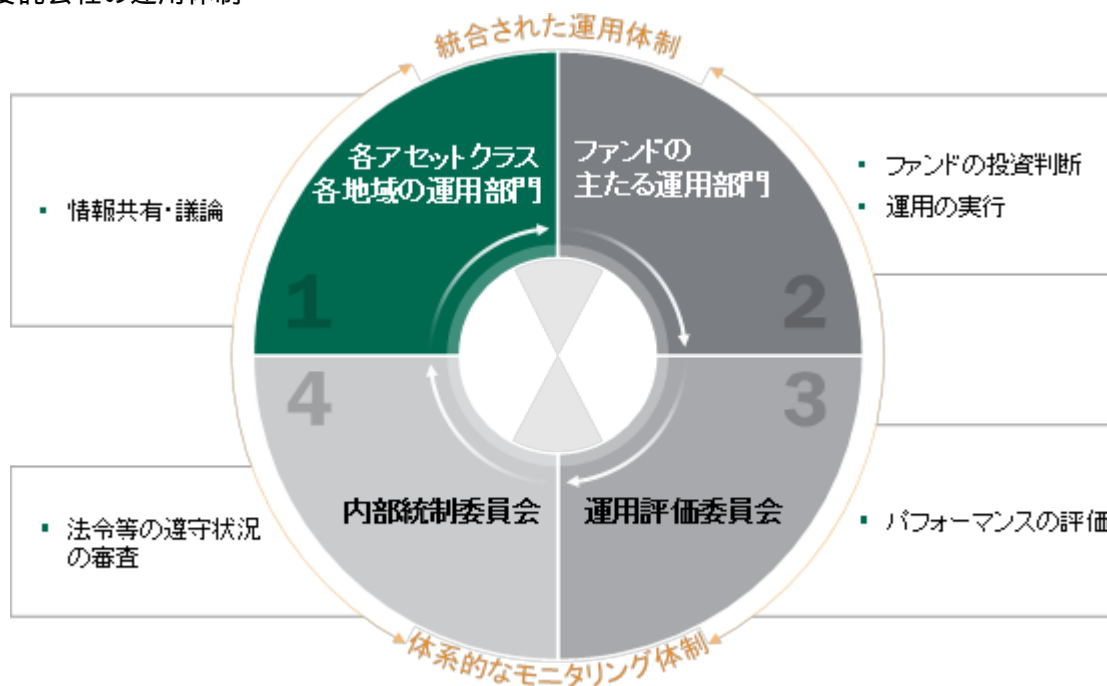 統合された運用体制
各アセットクラス
各地域の運用部門
ファンドの
主たる運用部門
・ 情報共有・議論
・ ファンドの投資判断
・ 運用の実行
1
2
4
3
内部統制委員会
運用評価委員会
・ 法令等の遵守状況
の審査
・ パフォーマンスの評価
体系的なモニタリング体制